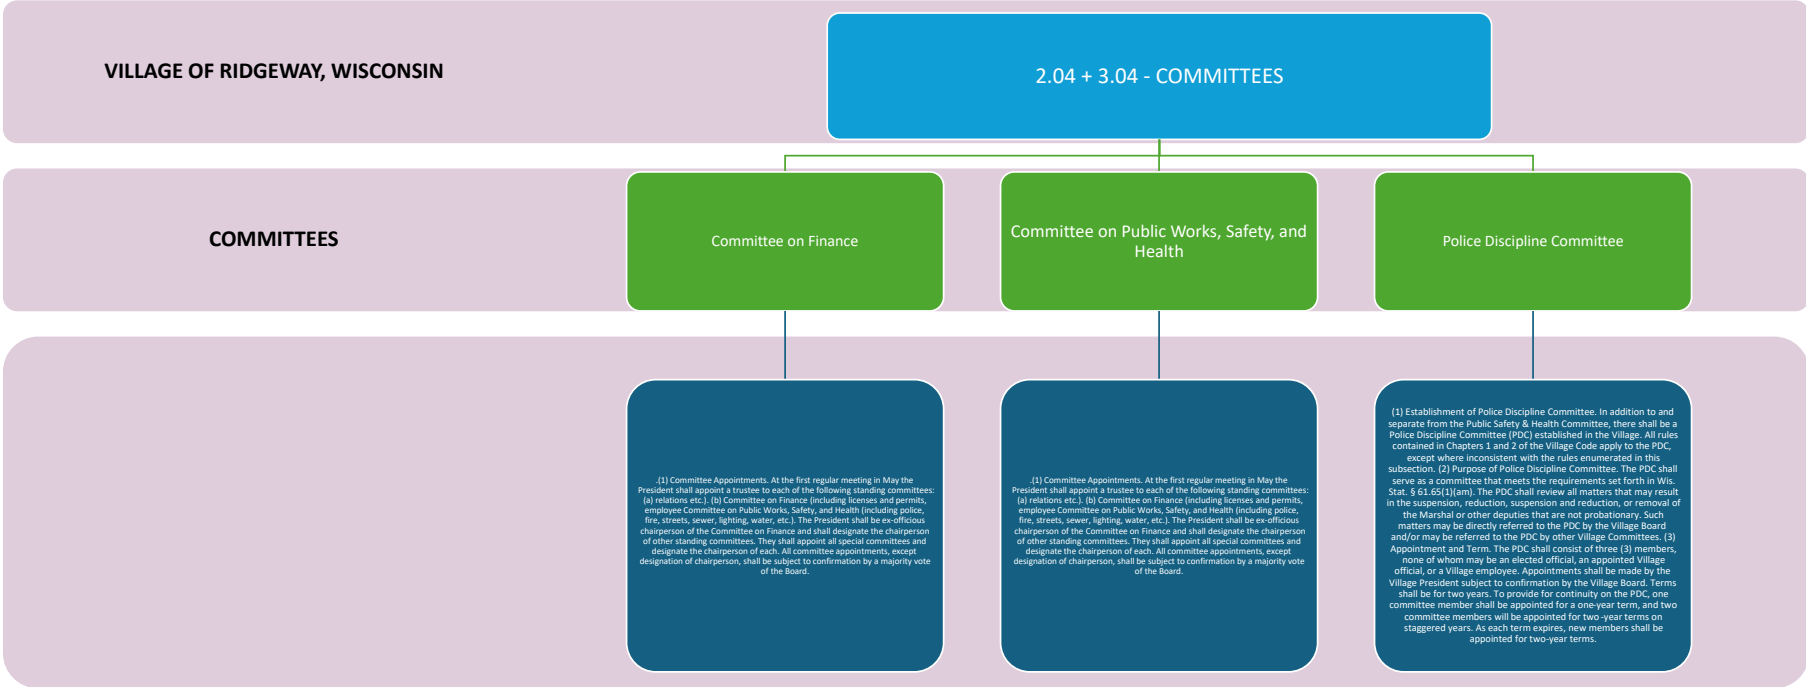 VILLAGE OF RIDGEWAY, WISCONSIN
2.04 + 3.04 - COMMITTEES
COMMITTEES
Committee on Finance
Committee on Public Works, Safety, and
Health
Police Discipline Committee
.(1) Committee Appointments. At the first regular meeting in May the
President shall appoint a trustee to each of the following standing committees:
(a) relations etc.). (b) Committee on Finance (including licenses and permits,
employee Committee on Public Works, Safety, and Health (including police,
fire, streets, sewer, lighting, water, etc.). The President shall be ex-officious
chairperson of the Committee on Finance and shall designate the chairperson
of other standing committees. They shall appoint all special committees and
designate the chairperson of each. All committee appointments, except
designation of chairperson, shall be subject to confirmation by a majority vote
of the Board.
.(1) Committee Appointments. At the first regular meeting in May the
President shall appoint a trustee to each of the following standing committees:
(a) relations etc.). (b) Committee on Finance (including licenses and permits,
employee Committee on Public Works, Safety, and Health (including police,
fire, streets, sewer, lighting, water, etc.). The President shall be ex-officious
chairperson of the Committee on Finance and shall designate the chairperson
of other standing committees. They shall appoint all special committees and
designate the chairperson of each. All committee appointments, except
designation of chairperson, shall be subject to confirmation by a majority vote
of the Board.
(1) Establishment of Police Discipline Committee. In addition to and
separate from the Public Safety & Health Committee, there shall be a
Police Discipline Committee (PDC) established in the Village. All rules
contained in Chapters 1 and 2 of the Village Code apply to the PDC,
except where inconsistent with the rules enumerated in this
subsection. (2) Purpose of Police Discipline Committee. The PDC shall
serve as a committee that meets the requirements set forth in Wis.
Stat. § 61.65(1)(am). The PDC shall review all matters that may result
in the suspension, reduction, suspension and reduction, or removal of
the Marshal or other deputies that are not probationary. Such
matters may be directly referred to the PDC by the Village Board
and/or may be referred to the PDC by other Village Committees. (3)
Appointment and Term. The PDC shall consist of three (3) members,
none of whom may be an elected official, an appointed Village
official, or a Village employee. Appointments shall be made by the
Village President subject to confirmation by the Village Board. Terms
shall be for two years. To provide for continuity on the PDC, one
committee member shall be appointed for a one-year term, and two
committee members will be appointed for two-year terms on
staggered years. As each term expires, new members shall be
appointed for two-year terms.